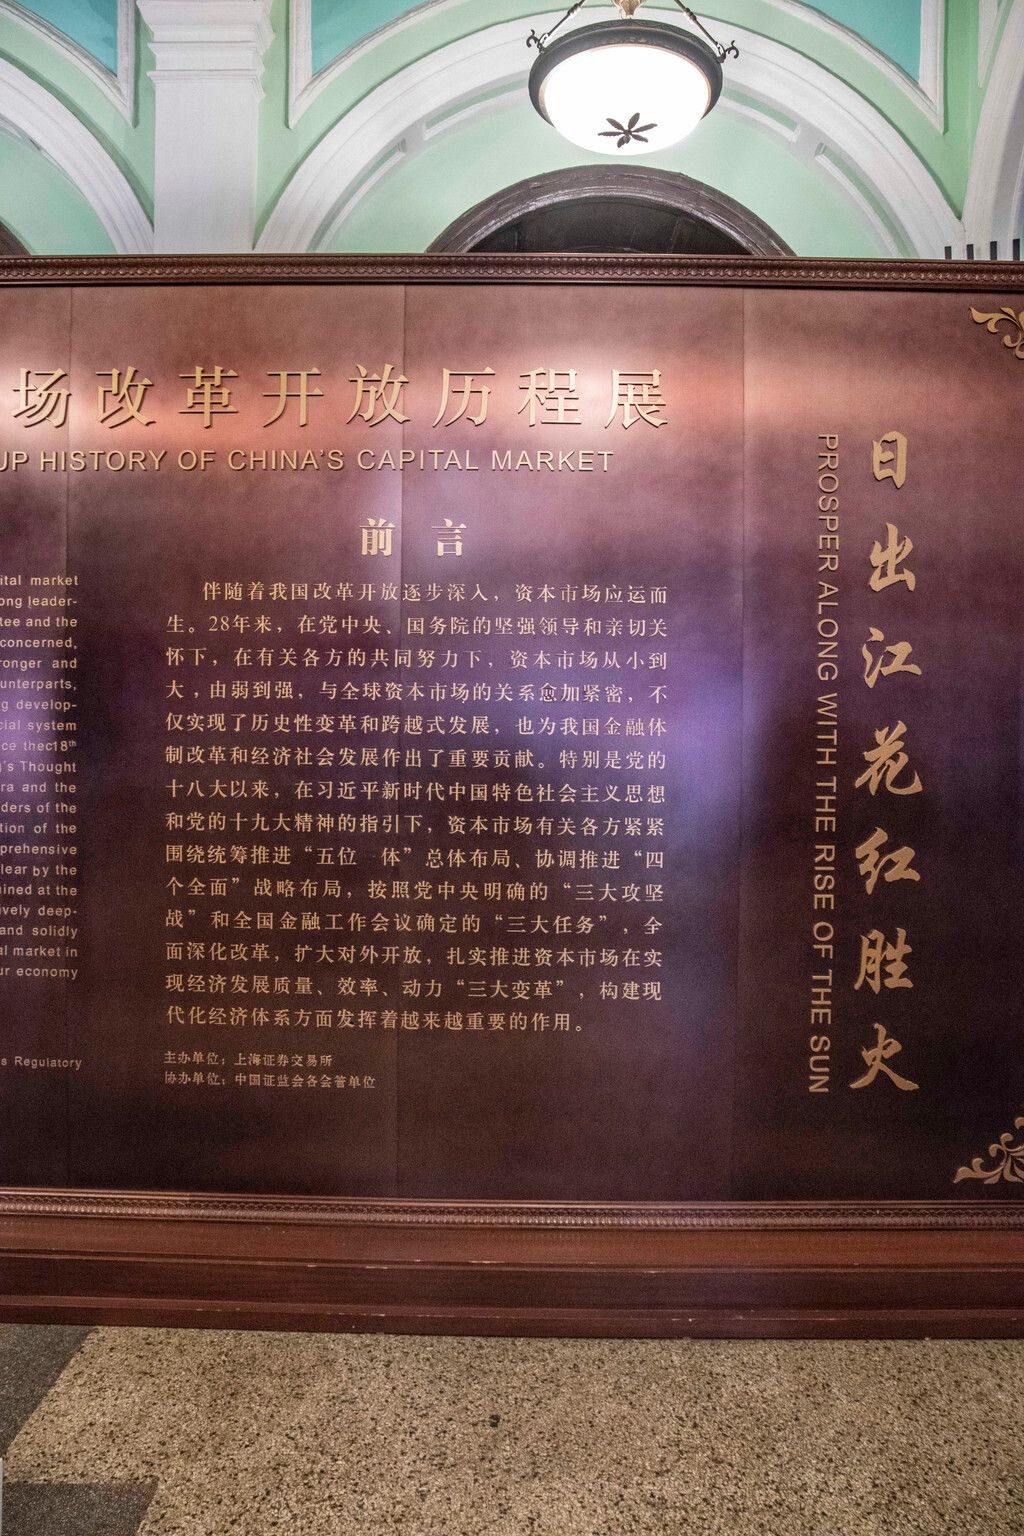 场改革开放历程展
UP HISTORY OF CHINA'S CAPITAL MARKET
ital market
ong leader-
tee and the
concerned,
ronger and
unterparts,
g develop-
cial system
ce thec18th
g's Thought
ra and the
ders of the
tion of the
prehensive
lear by the
ined at the
ively deep-
and solidly
al market in
ur economy
s Regulatory
前言
伴随着我国改革开放逐步深入，资本市场应运而
生。28年来，在党中央、国务院的坚强领导和亲切关
怀下，在有关各方的共同努力下，资本市场从小到
大，由弱到强，与全球资本市场的关系愈加紧密，不
仅实现了历史性变革和跨越式发展，也为我国金融体
制改革和经济社会发展作出了重要贡献。特别是党的
十八大以来，在习近平新时代中国特色社会主义思想
和党的十九大精神的指引下，资本市场有关各方紧紧
围绕统筹推进“五位 体”总体布局、协调推进“四
个全面”战略布局，按照党中央明确的“三大攻坚
战”和全国金融工作会议确定的“三大任务”，全
面深化改革，扩大对外开放，扎实推进资本市场在实
现经济发展质量、效率、动力“三大变革”，构建现
代化经济体系方面发挥着越来越重要的作用。
主办单位：上海证券交易所
协办单位：中国证监会各会管单位
日出江花红胜火
PROSPER ALONG WITH THE RISE OF THE SUN